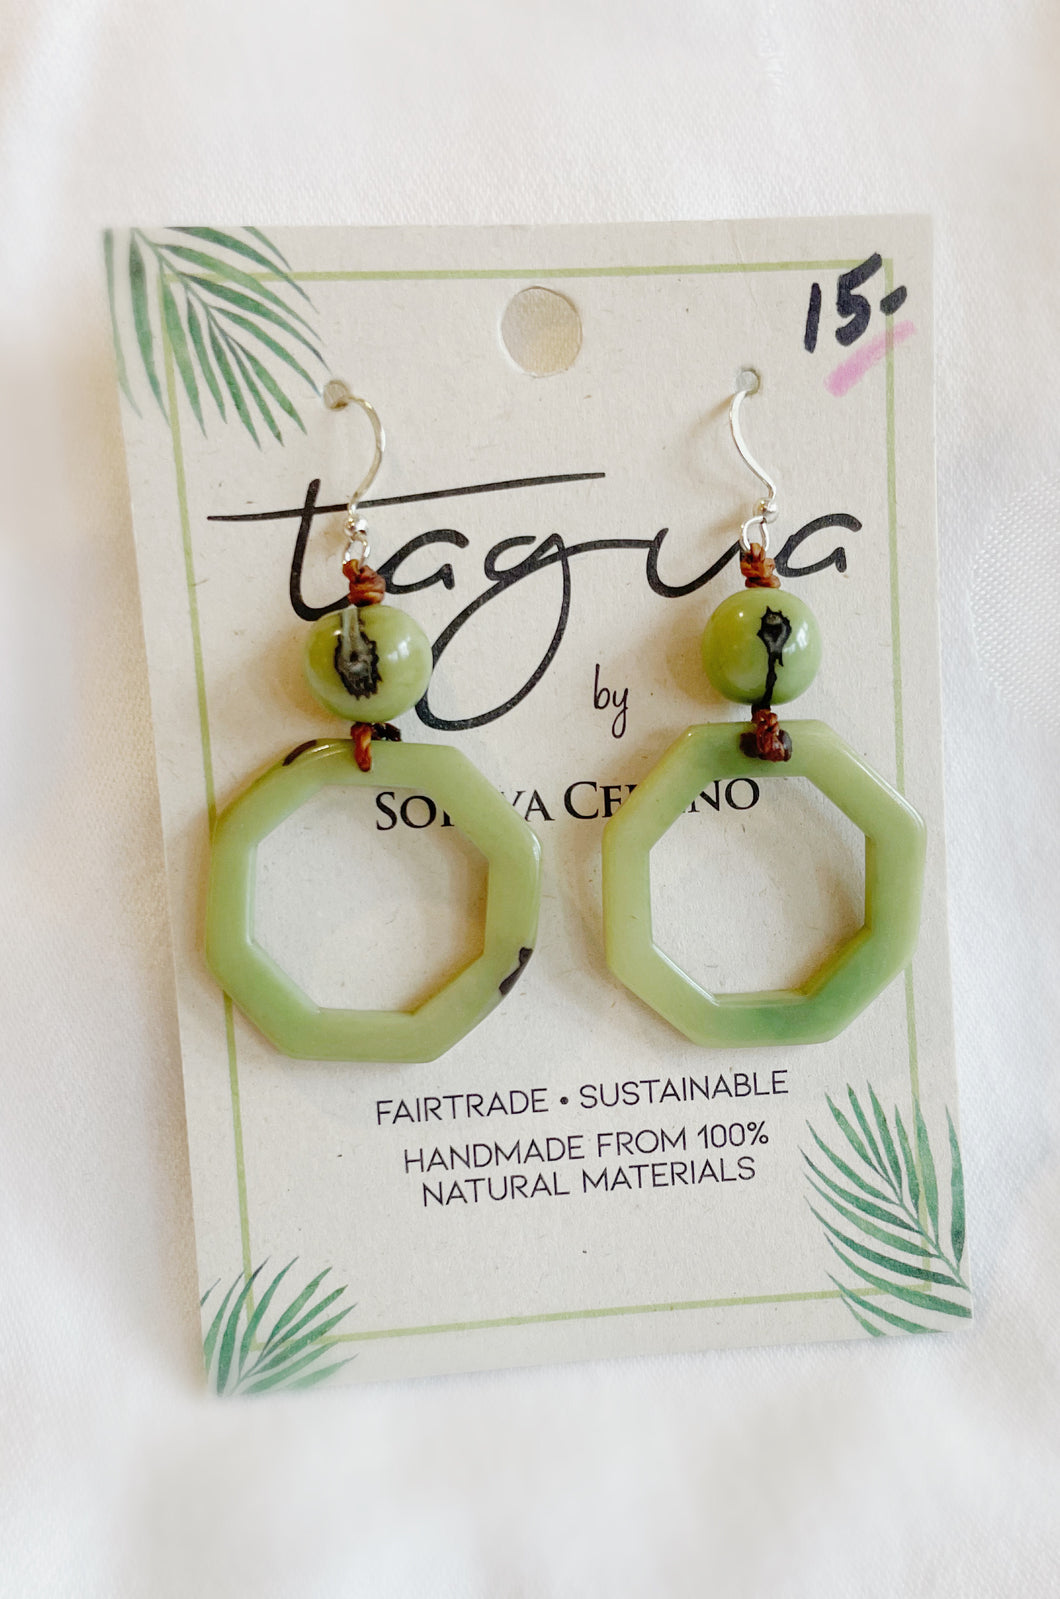 15-
tagua
by
FAIRTRADE • SUSTAINABLE
HANDMADE FROM 100%
NATURAL MATERIALS